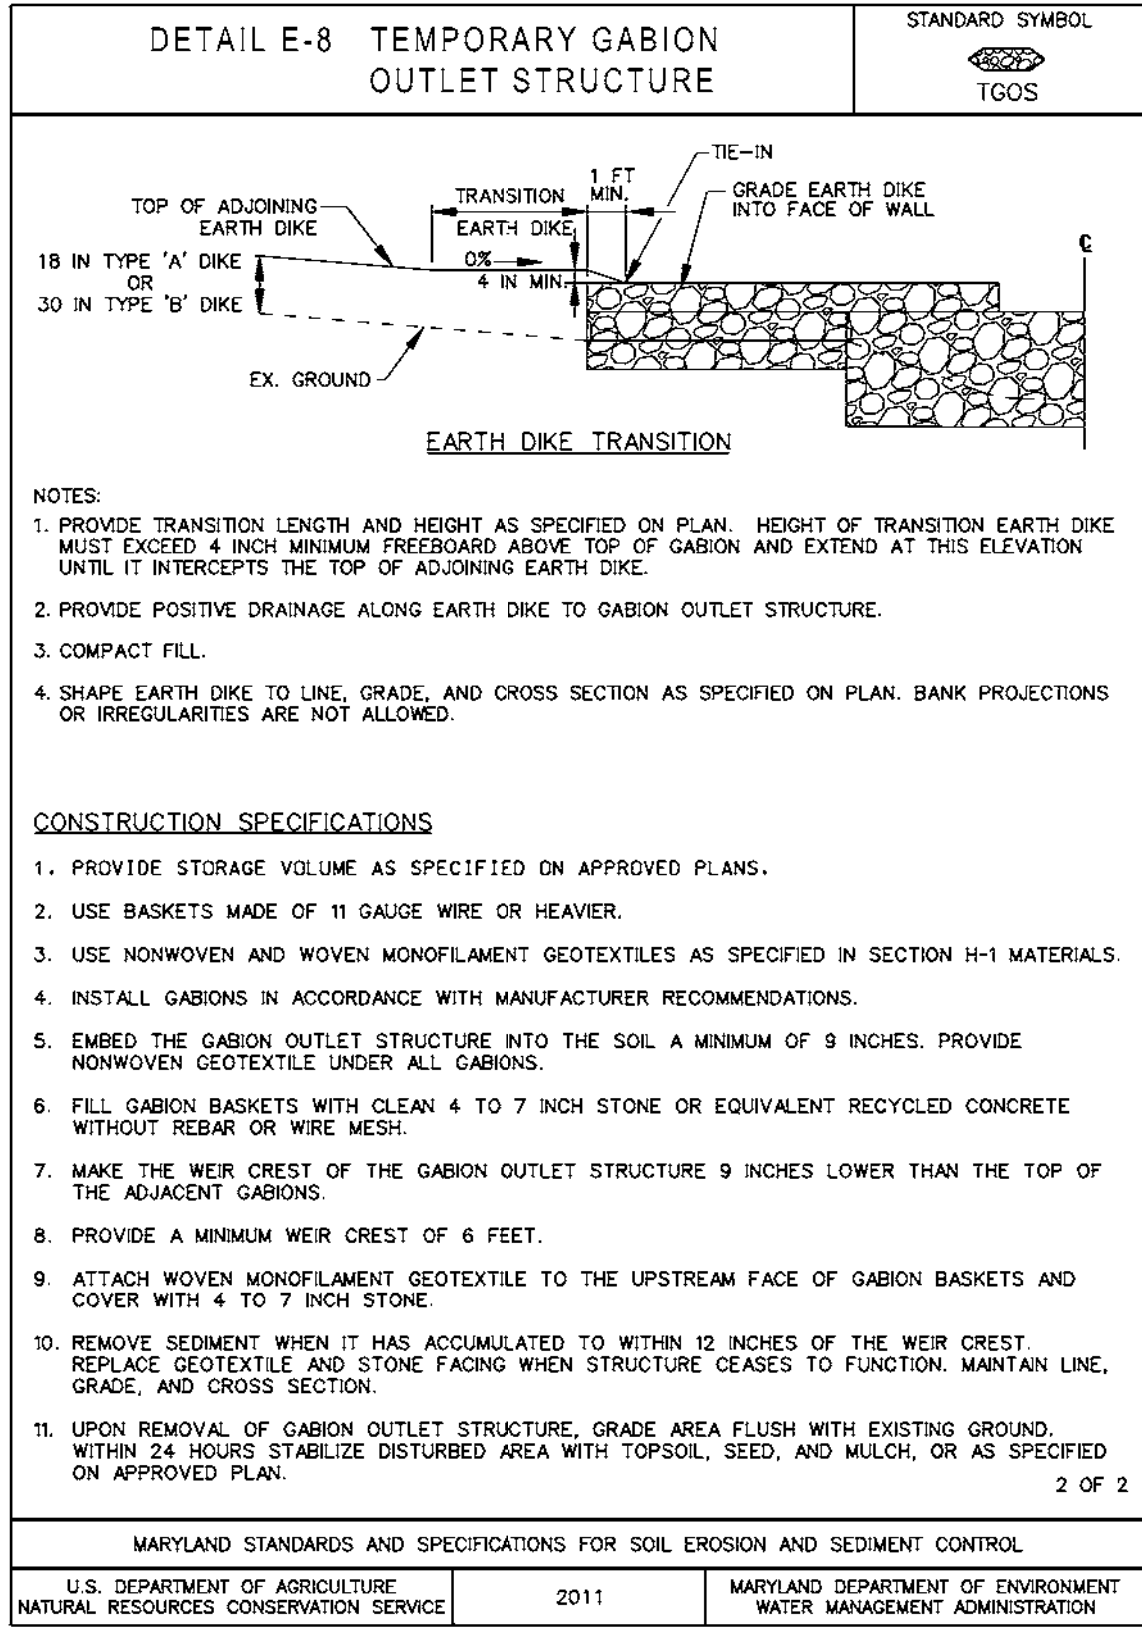 DETAIL E-8 TEMPORARY GABION
OUTLET STRUCTURE
STANDARD SYMBOL
TGOS
TIE-IN
1 FT
MIN.
TRANSITION
GRADE EARTH DIKE
INTO FACE OF WALL
TOP OF ADJOINING
EARTH DIKE
EARTH DIKE
0%
4 IN MIN.
18 IN TYPE 'A' DIKE
OR
30 IN TYPE 'B' DIKE
EX. GROUND
EARTH DIKE TRANSITION
NOTES:
1. PROVIDE TRANSITION LENGTH AND HEIGHT AS SPECIFIED ON PLAN. HEIGHT OF TRANSITION EARTH DIKE
MUST EXCEED 4 INCH MINIMUM FREEBOARD ABOVE TOP OF GABION AND EXTEND AT THIS ELEVATION
UNTIL IT INTERCEPTS THE TOP OF ADJOINING EARTH DIKE.
2. PROVIDE POSITIVE DRAINAGE ALONG EARTH DIKE TO GABION OUTLET STRUCTURE.
3. COMPACT FILL.
4. SHAPE EARTH DIKE TO LINE, GRADE, AND CROSS SECTION AS SPECIFIED ON PLAN. BANK PROJECTIONS
OR IRREGULARITIES ARE NOT ALLOWED.
CONSTRUCTION SPECIFICATIONS
1. PROVIDE STORAGE VOLUME AS SPECIFIED ON APPROVED PLANS.
2. USE BASKETS MADE OF 11 GAUGE WIRE OR HEAVIER.
3. USE NONWOVEN AND WOVEN MONOFILAMENT GEOTEXTILES AS SPECIFIED IN SECTION H-1 MATERIALS.
4. INSTALL GABIONS IN ACCORDANCE WITH MANUFACTURER RECOMMENDATIONS.
5. EMBED THE GABION OUTLET STRUCTURE INTO THE SOIL A MINIMUM OF 9 INCHES. PROVIDE
NONWOVEN GEOTEXTILE UNDER ALL GABIONS.
6. FILL GABION BASKETS WITH CLEAN 4 TO 7 INCH STONE OR EQUIVALENT RECYCLED CONCRETE
WITHOUT REBAR OR WIRE MESH.
7. MAKE THE WEIR CREST OF THE GABION OUTLET STRUCTURE 9 INCHES LOWER THAN THE TOP OF
THE ADJACENT GABIONS.
8. PROVIDE A MINIMUM WEIR CREST OF 6 FEET.
9. ATTACH WOVEN MONOFILAMENT GEOTEXTILE TO THE UPSTREAM FACE OF GABION BASKETS AND
COVER WITH 4 TO 7 INCH STONE.
10. REMOVE SEDIMENT WHEN IT HAS ACCUMULATED TO WITHIN 12 INCHES OF THE WEIR CREST.
REPLACE GEOTEXTILE AND STONE FACING WHEN STRUCTURE CEASES TO FUNCTION. MAINTAIN LINE,
GRADE, AND CROSS SECTION.
11. UPON REMOVAL OF GABION OUTLET STRUCTURE, GRADE AREA FLUSH WITH EXISTING GROUND.
WITHIN 24 HOURS STABILIZE DISTURBED AREA WITH TOPSOIL, SEED, AND MULCH, OR AS SPECIFIED
ON APPROVED PLAN.
2 OF 2
MARYLAND STANDARDS AND SPECIFICATIONS FOR SOIL EROSION AND SEDIMENT CONTROL
U.S. DEPARTMENT OF AGRICULTURE
NATURAL RESOURCES CONSERVATION SERVICE
2011
MARYLAND DEPARTMENT OF ENVIRONMENT
WATER MANAGEMENT ADMINISTRATION